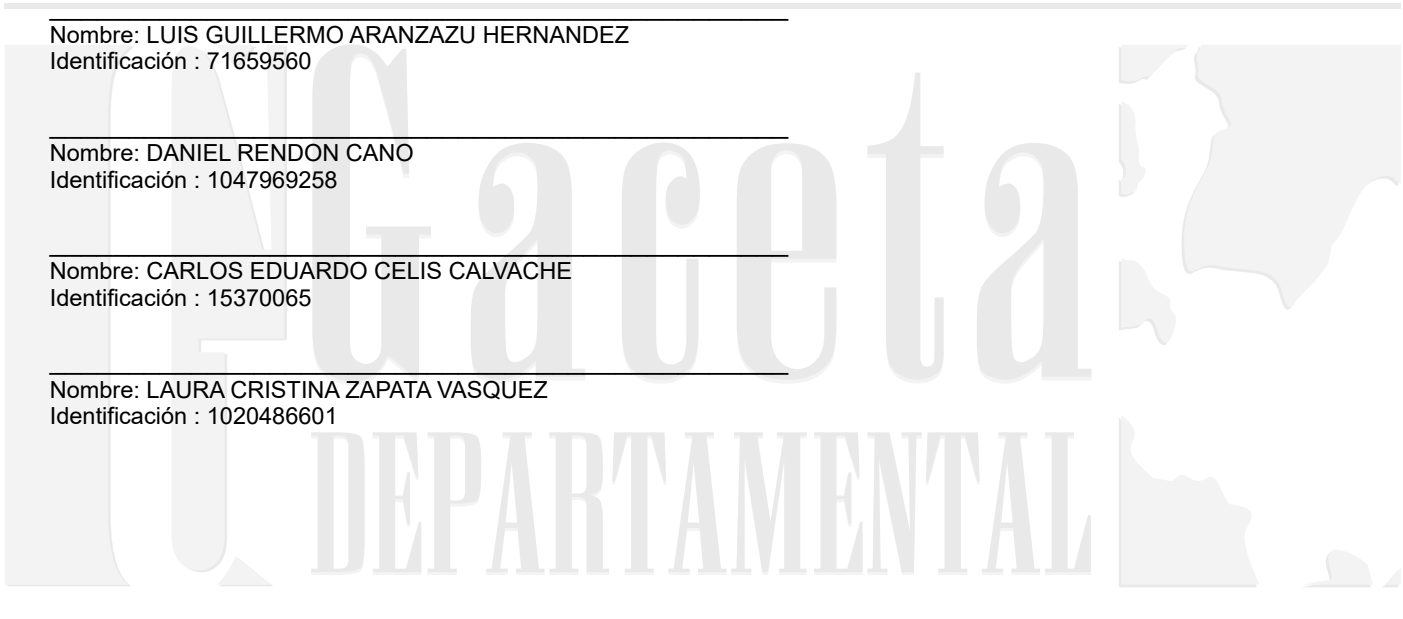 Nombre: LUIS GUILLERMO ARANZAZU HERNANDEZ
Identificación : 71659560
Nombre: DANIEL RENDON CANO
Identificación : 1047969258
Nombre: CARLOS EDUARDO CELIS CALVACHE
Identificación : 15370065
Nombre: LAURA CRISTINA ZAPATA VASQUEZ
Identificación : 1020486601
Gaceta
DEPARTAMENTAL